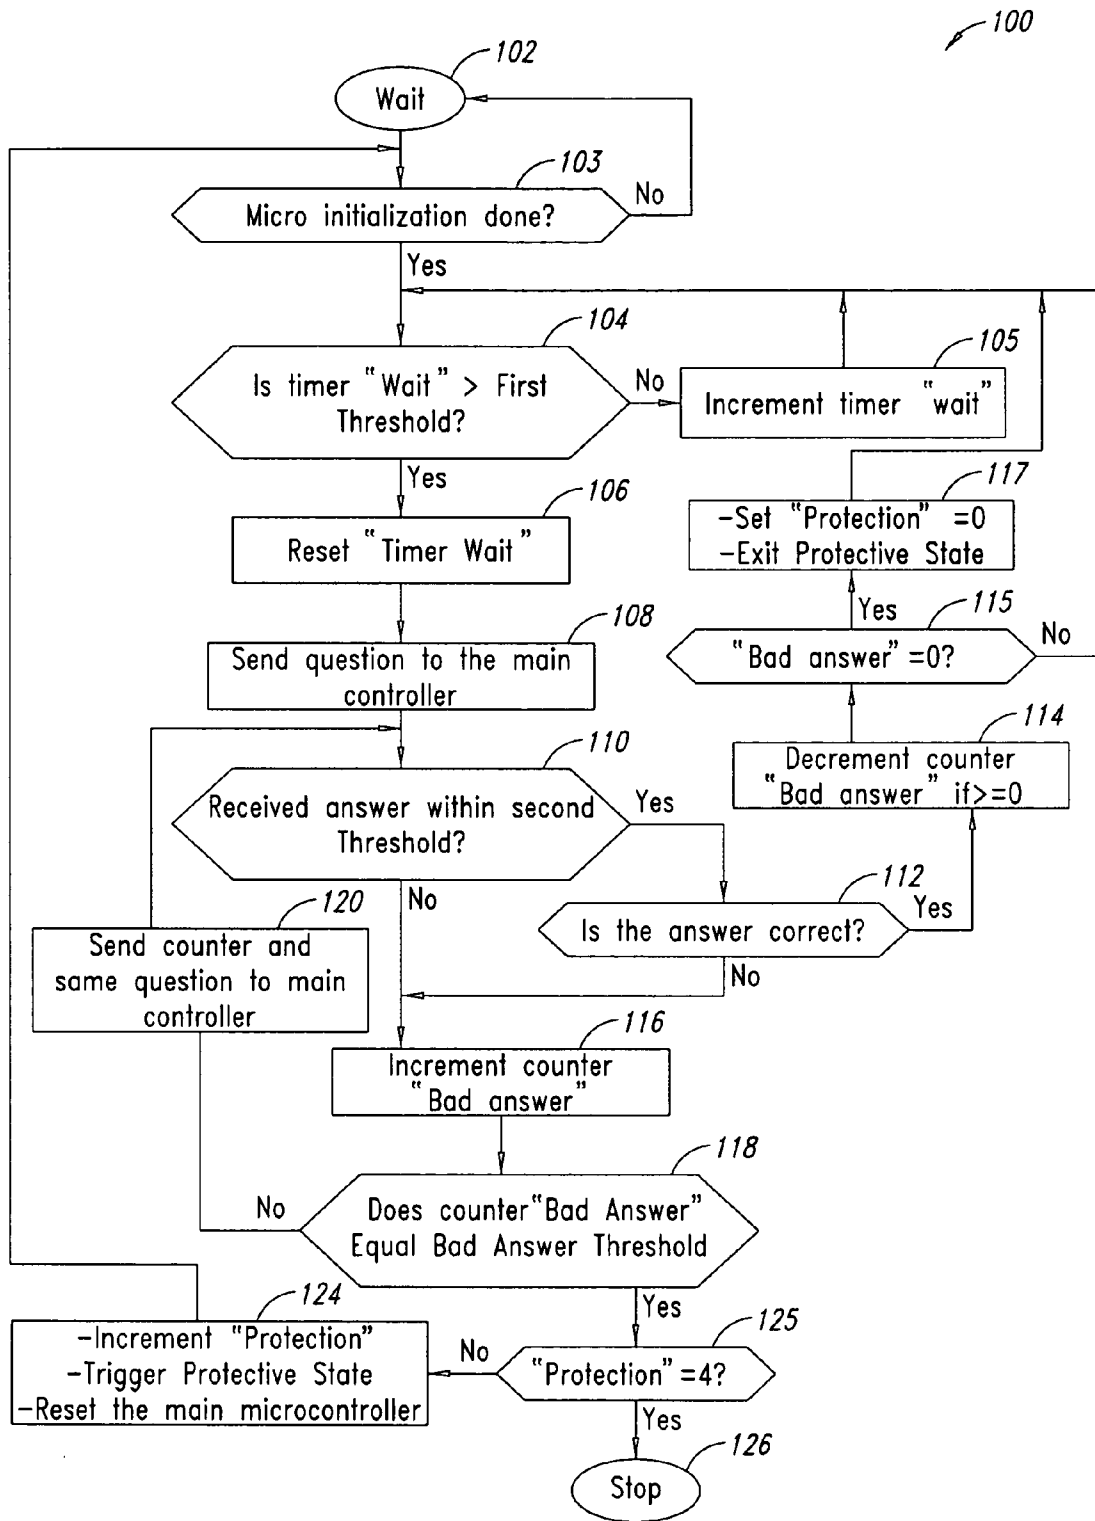 100
102
Wait
103
Micro initialization done?
No
Yes
104
Is timer "Wait" > First
Threshold?
No
105
Increment timer "wait"
Yes
106
Reset "Timer Wait"
117
-Set "Protection" =0
-Exit Protective State
Yes
115
"Bad answer" =0?
No
108
Send question to the main
controller
114
Decrement counter
"Bad answer" if>=0
110
Received answer within second
Threshold?
Yes
No
112
Is the answer correct?
Yes
No
120
Send counter and
same question to main
controller
116
Increment counter
"Bad answer"
118
Does counter "Bad Answer"
Equal Bad Answer Threshold
No
Yes
124
-Increment "Protection"
-Trigger Protective State
-Reset the main microcontroller
No
125
"Protection" =4?
Yes
126
Stop